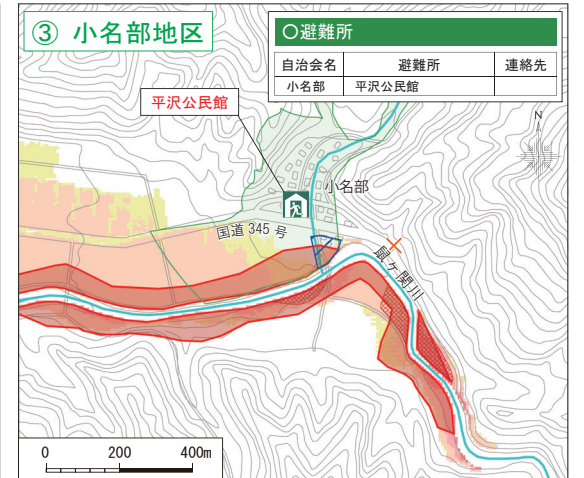 ③ 小名部地区
〇避難所
自治会名 避難所 連絡先
小名部 平沢公民館
平沢公民館
N
小名部
国道 345 号
鼠ヶ関川
0 200 400m